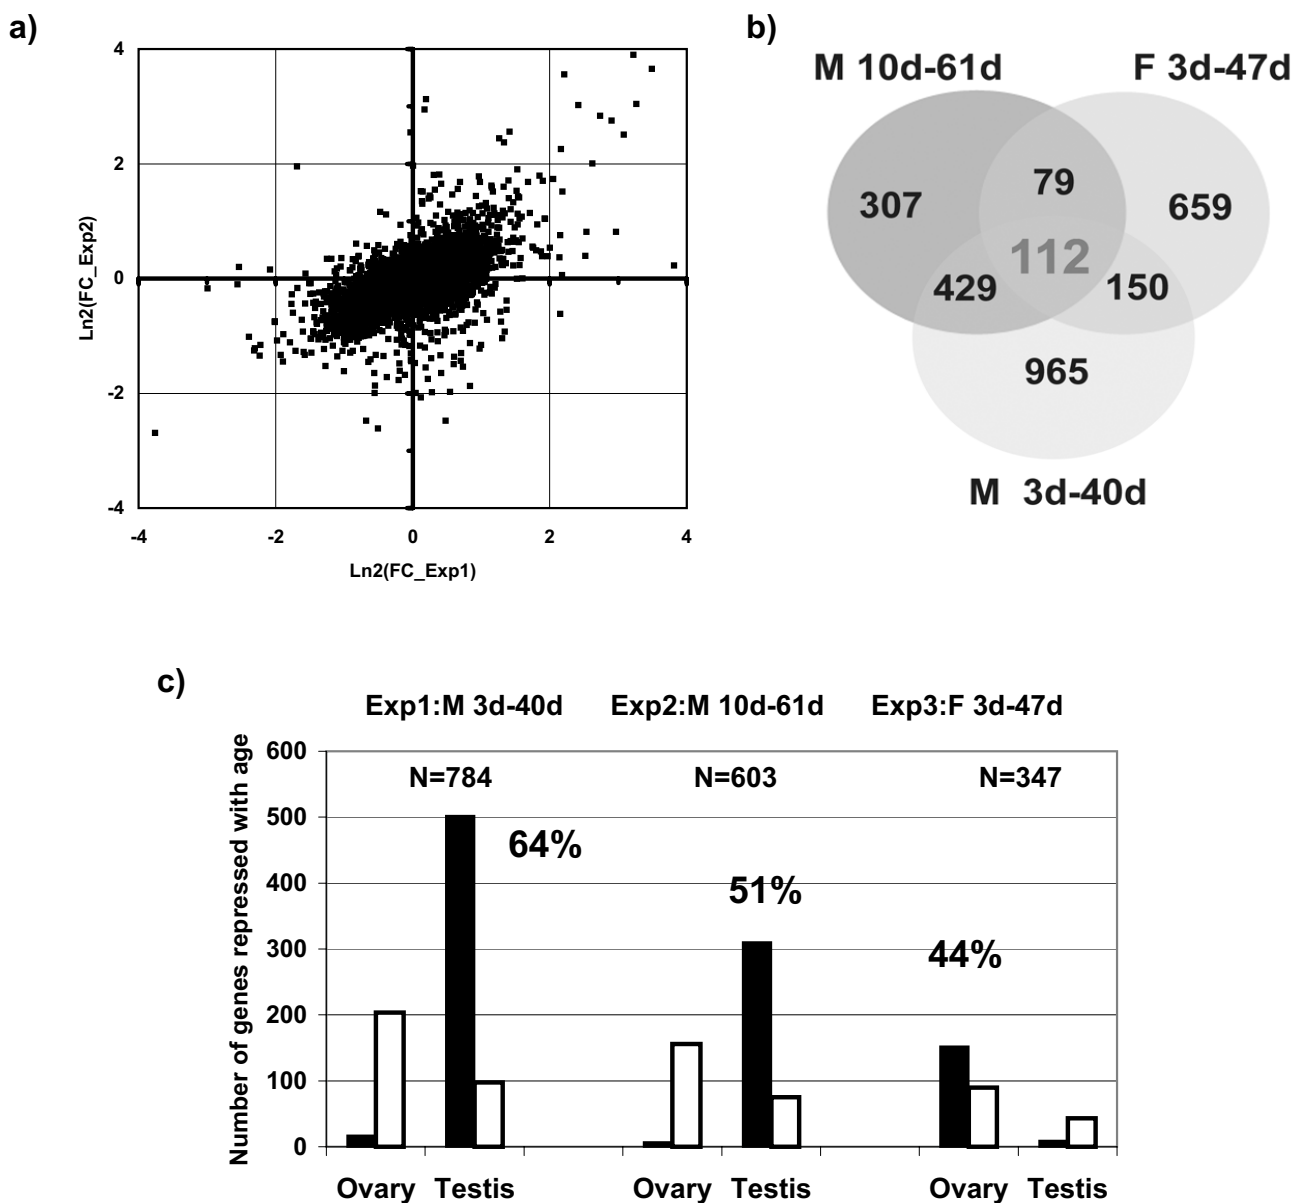 a)
4
2
0
-2
-4
-4 -2 0 2 4
Ln2(FC_Exp2)
Ln2(FC_Exp1)
b)
M 10d-61d F 3d-47d
307 79 659
112
429 150
965
M 3d-40d
c)
Exp1:M 3d-40d Exp2:M 10d-61d Exp3:F 3d-47d
Number of genes repressed with age
600
500
400
300
200
100
0
N=784 N=603 N=347
64%
51%
44%
Ovary Testis Ovary Testis Ovary Testis